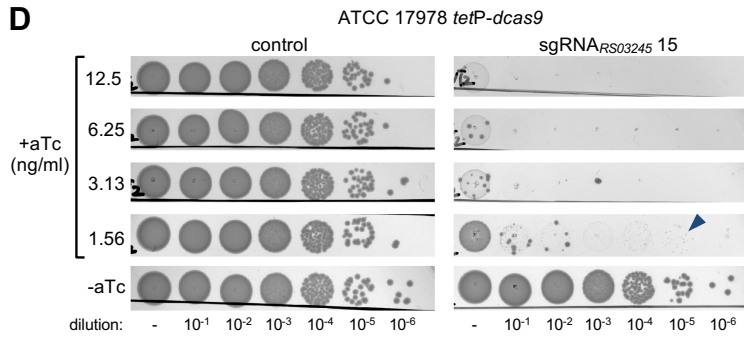 D
ATCC 17978 tetP-dcas9
control
sgRNARS03245 15
+aTc
(ng/ml)
12.5
6.25
3.13
1.56
-aTc
dilution:
- 10-1 10-2 10-3 10-4 10-5 10-6
- 10-1 10-2 10-3 10-4 10-5 10-6